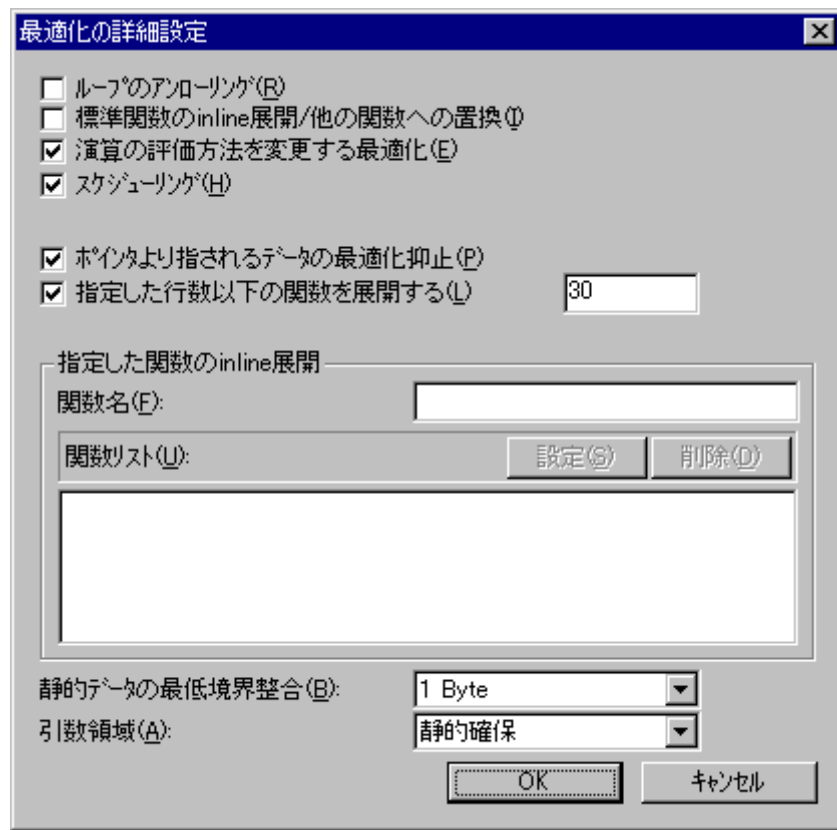 最適化の詳細設定
ﾙｰﾌﾟのｱﾝﾛｰﾘﾝｸﾞ(R)
標準関数のinline展開/他の関数への置換(I)
演算の評価方法を変更する最適化(E)
ｽｹｼﾞｭｰﾘﾝｸﾞ(H)
ﾎﾟｲﾝﾀより指されるﾃﾞｰﾀの最適化抑止(P)
指定した行数以下の関数を展開する(L) 30
指定した関数のinline展開
関数名(F):
関数ﾘｽﾄ(U): 設定(S) 削除(D)
静的ﾃﾞｰﾀの最低境界整合(B): 1 Byte
引数領域(A): 静的確保
OK ｷｬﾝｾﾙ